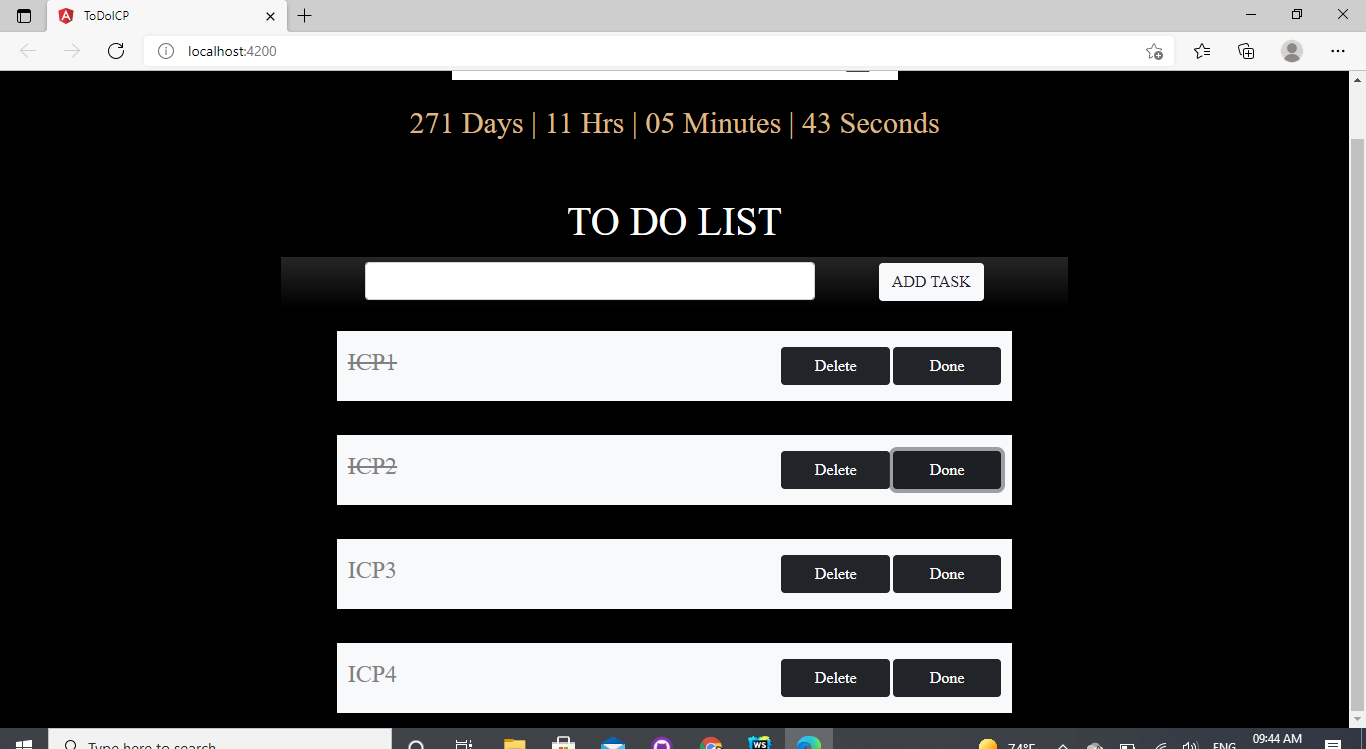 ToDoICP
localhost:4200
271 Days | 11 Hrs | 05 Minutes | 43 Seconds
TO DO LIST
ADD TASK
ICP1 Delete Done
ICP2 Delete Done
ICP3 Delete Done
ICP4 Delete Done
Type here to search
WS
74°F
ENG
09:44 AM